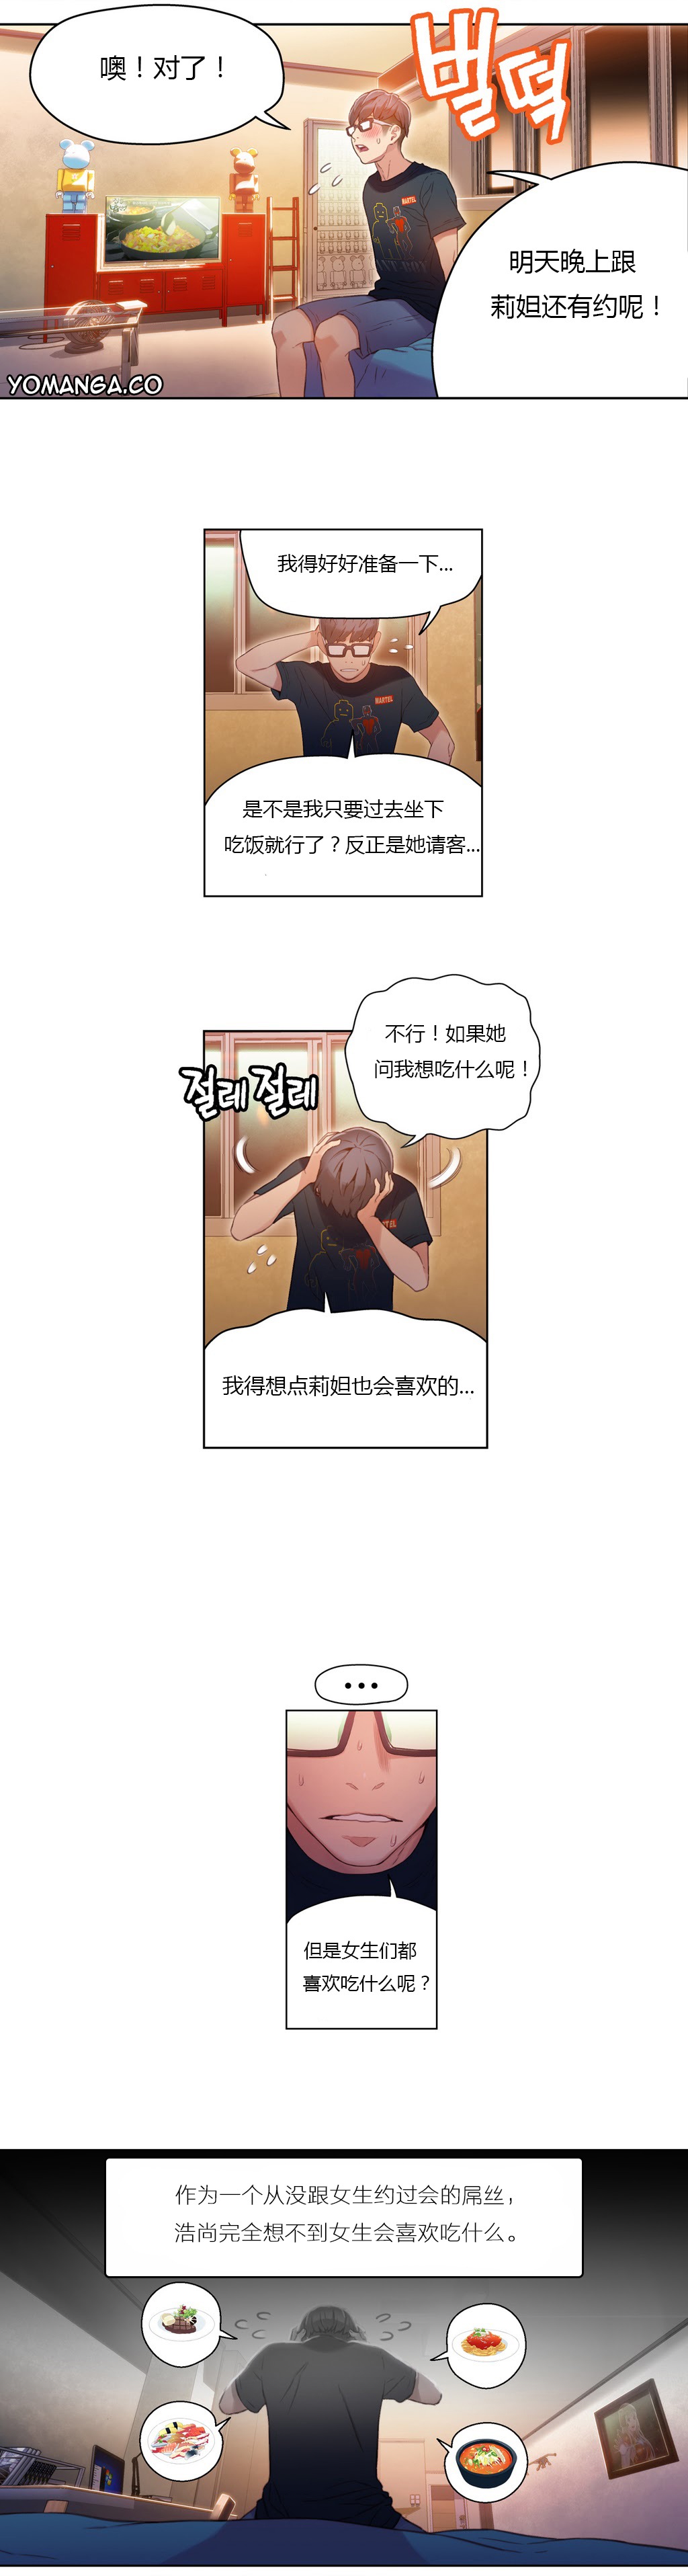 噢！对了！
벌떡
明天晚上跟
莉妲还有约呢！
MARTEL
YOMANGA.CO
我得好好准备一下...
MARTEL
是不是我只要过去坐下
吃饭就行了？反正是她请客...
不行！如果她
问我想吃什么呢！
절레절레
MARTEL
我得想点莉妲也会喜欢的...
...
但是女生们都
喜欢吃什么呢？
作为一个从没跟女生约过会的屌丝，
浩尚完全想不到女生会喜欢吃什么。